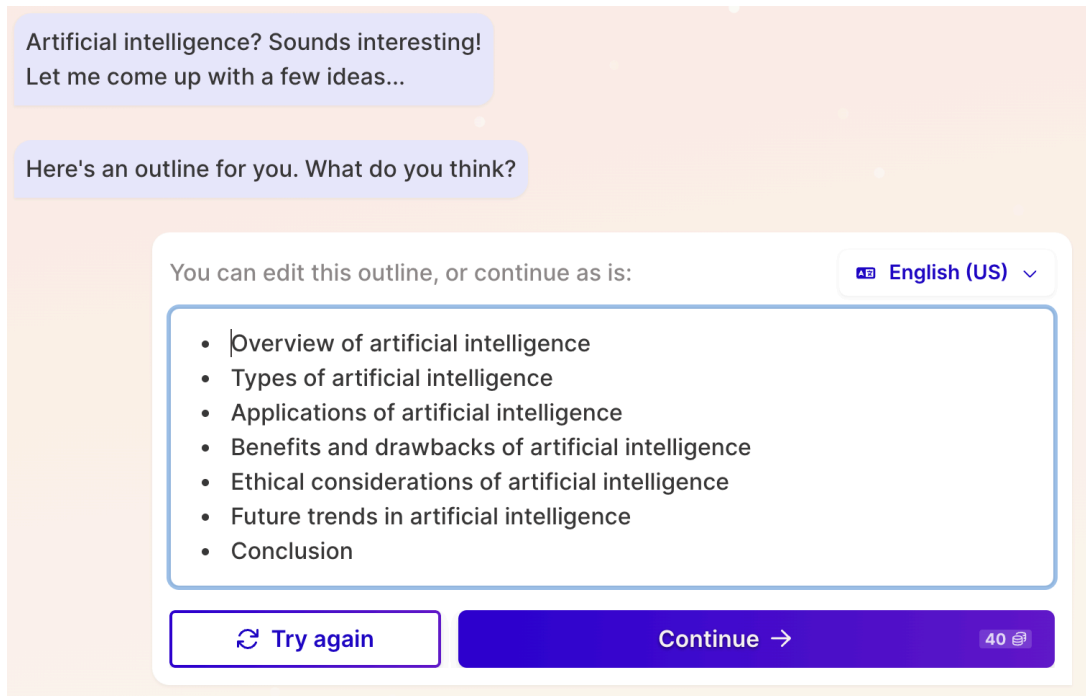 Artificial intelligence? Sounds interesting!
Let me come up with a few ideas...
Here's an outline for you. What do you think?
You can edit this outline, or continue as is:
English (US)
• Overview of artificial intelligence
• Types of artificial intelligence
• Applications of artificial intelligence
• Benefits and drawbacks of artificial intelligence
• Ethical considerations of artificial intelligence
• Future trends in artificial intelligence
• Conclusion
Try again
Continue → 40